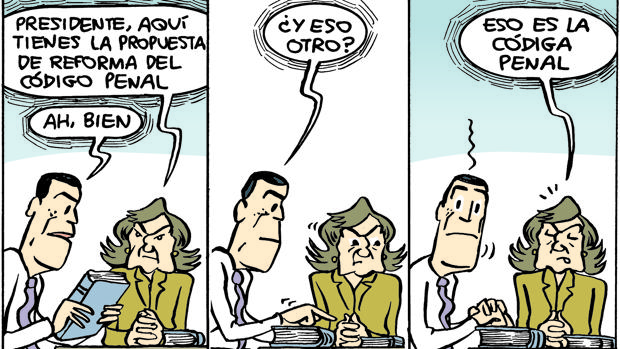 PRESIDENTE, AQUÍ
TIENES LA PROPUESTA
DE REFORMA DEL
CÓDIGO PENAL
AH, BIEN
¿Y ESO
OTRO?
ESO ES LA
CÓDIGA
PENAL